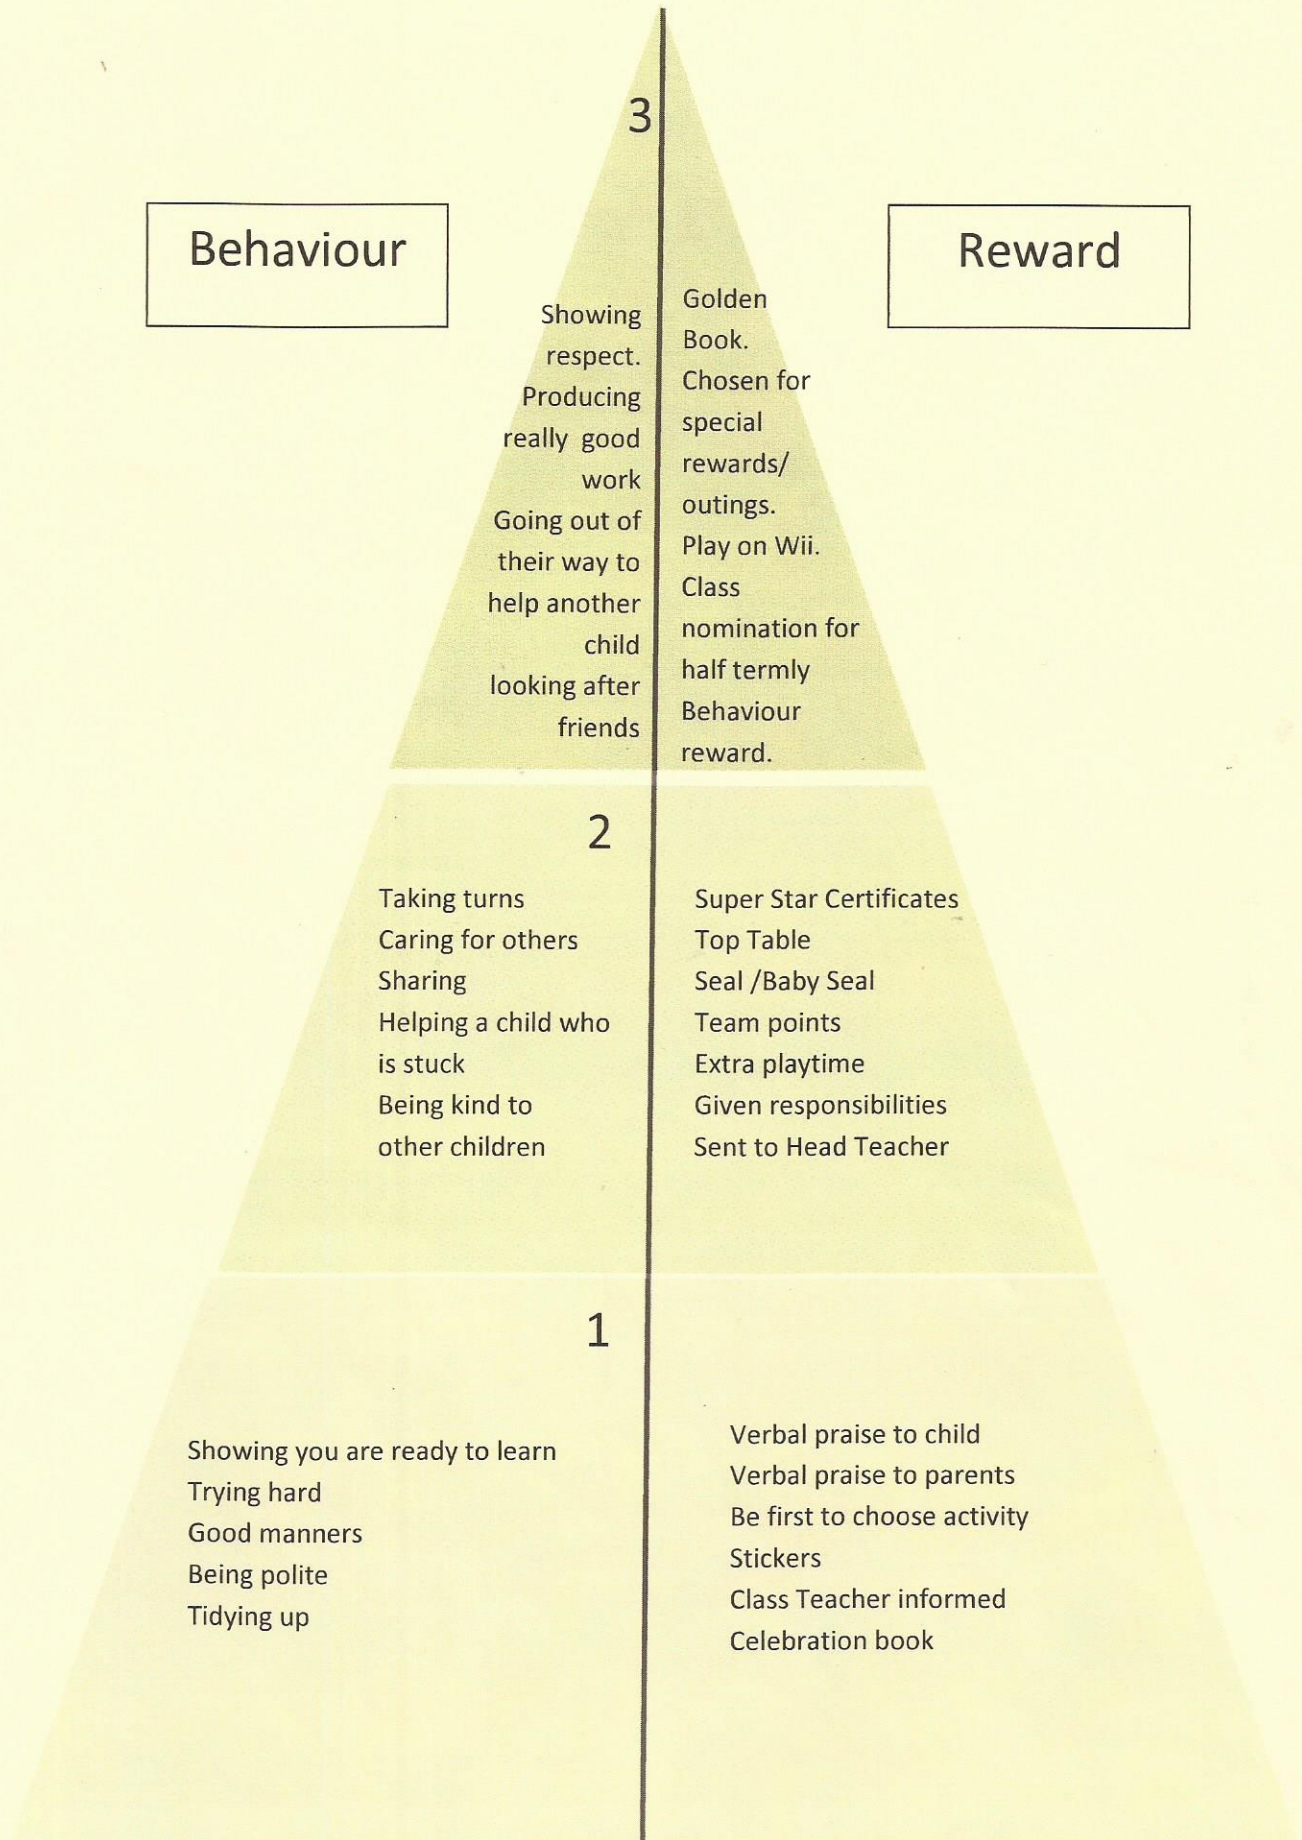 3
Behaviour
Reward
Showing
respect.
Producing
really good
work
Going out of
their way to
help another
child
looking after
friends
Golden
Book.
Chosen for
special
rewards/
outings.
Play on Wii.
Class
nomination for
half termly
Behaviour
reward.
2
Taking turns
Caring for others
Sharing
Helping a child who
is stuck
Being kind to
other children
Super Star Certificates
Top Table
Seal /Baby Seal
Team points
Extra playtime
Given responsibilities
Sent to Head Teacher
1
Showing you are ready to learn
Trying hard
Good manners
Being polite
Tidying up
Verbal praise to child
Verbal praise to parents
Be first to choose activity
Stickers
Class Teacher informed
Celebration book